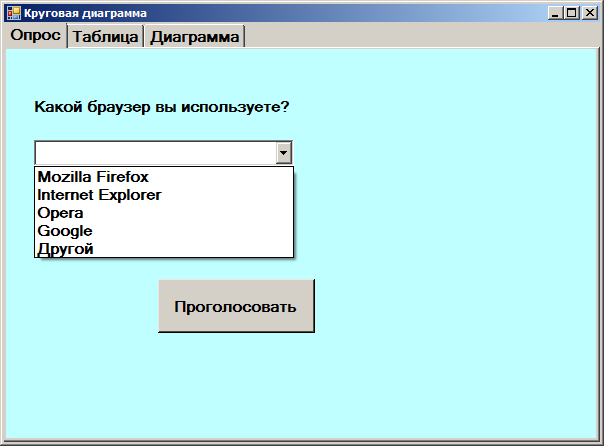 Круговая диаграмма
Опрос Таблица Диаграмма
Какой браузер вы используете?
Mozilla Firefox
Internet Explorer
Opera
Google
Другой
Проголосовать